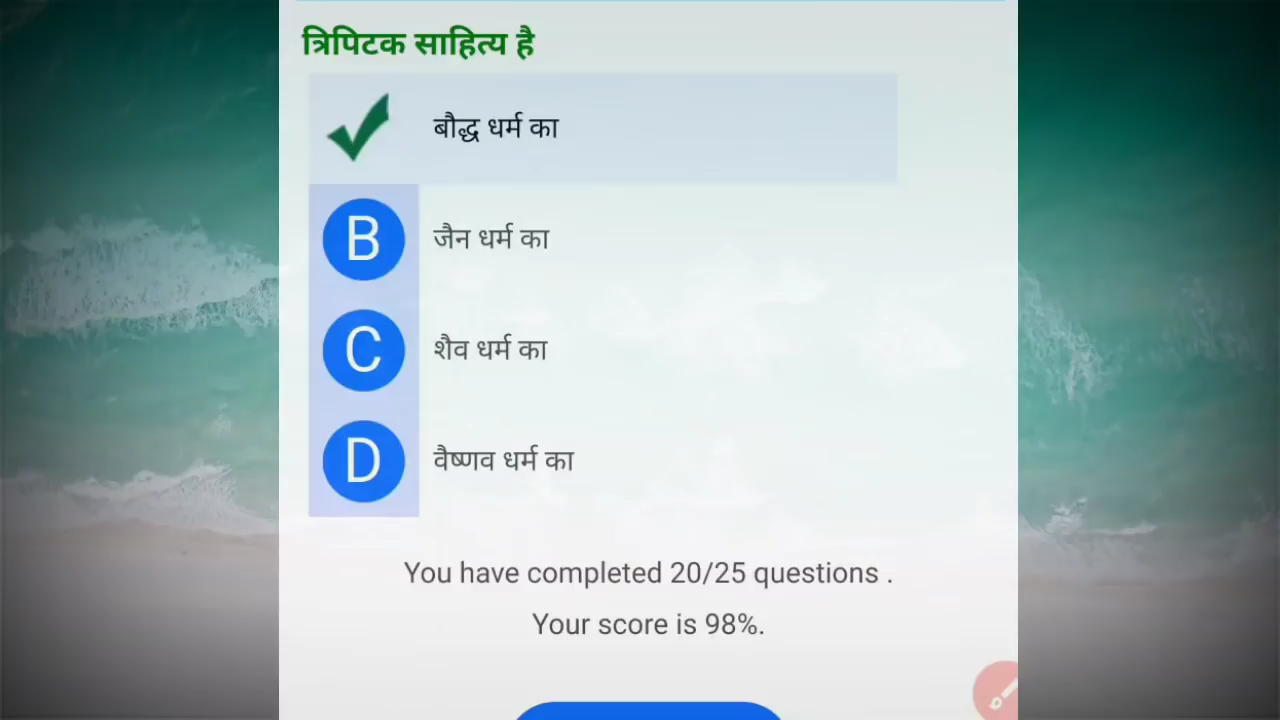 त्रिपिटक साहित्य है
बौद्ध धर्म का
B जैन धर्म का
C शैव धर्म का
D वैष्णव धर्म का
You have completed 20/25 questions .
Your score is 98%.